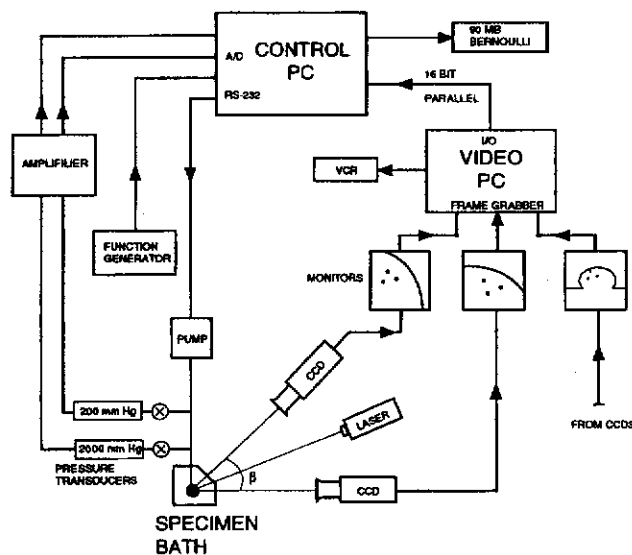 CONTROL
PC
A/D
RS-232
90 MB
BERNOULLI
16 BIT
PARALLEL
I/O
VIDEO
PC
FRAME GRABBER
VCR
AMPLIFILIER
FUNCTION
GENERATOR
MONITORS
PUMP
CCD
LASER
β
CCD
FROM CCDS
200 mm Hg
2000 mm Hg
PRESSURE
TRANSDUCERS
SPECIMEN
BATH